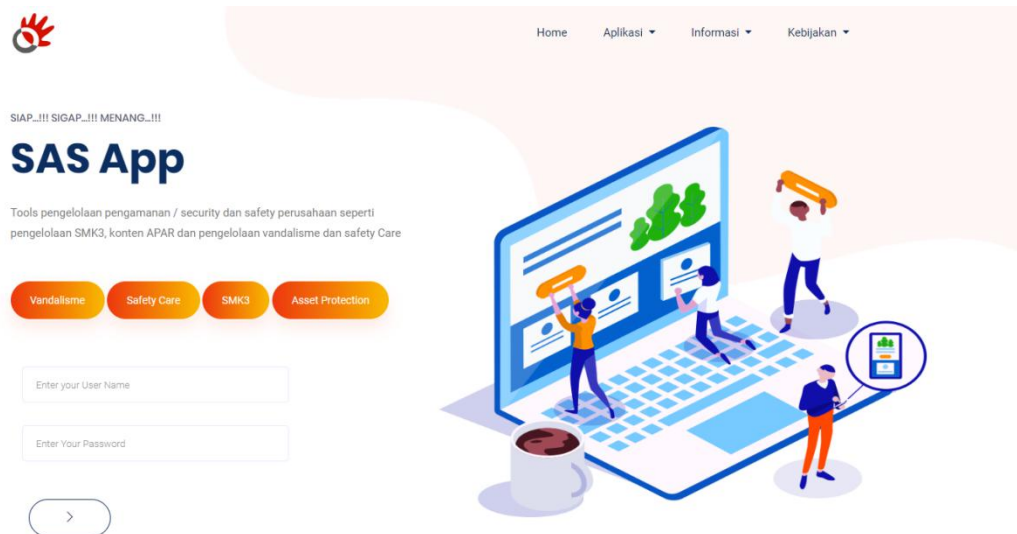 Home Aplikasi Informasi Kebijakan
SIAP...!!! SIGAP...!!! MENANG...!!!
SAS App
Tools pengelolaan pengamanan / security dan safety perusahaan seperti
pengelolaan SMK3, konten APAR dan pengelolaan vandalisme dan safety Care
Vandalisme Safety Care SMK3 Asset Protection
Enter your User Name
Enter Your Password